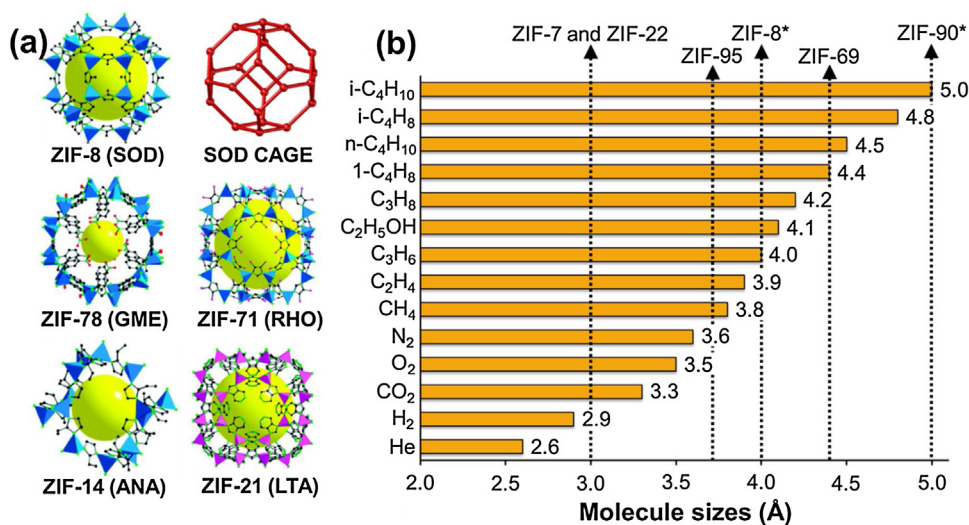 (a)
ZIF-8 (SOD)
SOD CAGE
ZIF-78 (GME)
ZIF-71 (RHO)
ZIF-14 (ANA)
ZIF-21 (LTA)
(b)
ZIF-7 and ZIF-22
ZIF-8*
ZIF-90*
ZIF-95
ZIF-69
i-C₄H₁₀
5.0
i-C₄H₈
4.8
n-C₄H₁₀
4.5
1-C₄H₈
4.4
C₃H₈
4.2
C₂H₅OH
4.1
C₃H₆
4.0
C₂H₄
3.9
CH₄
3.8
N₂
3.6
O₂
3.5
CO₂
3.3
H₂
2.9
He
2.6
2.0 2.5 3.0 3.5 4.0 4.5 5.0
Molecule sizes (Å)